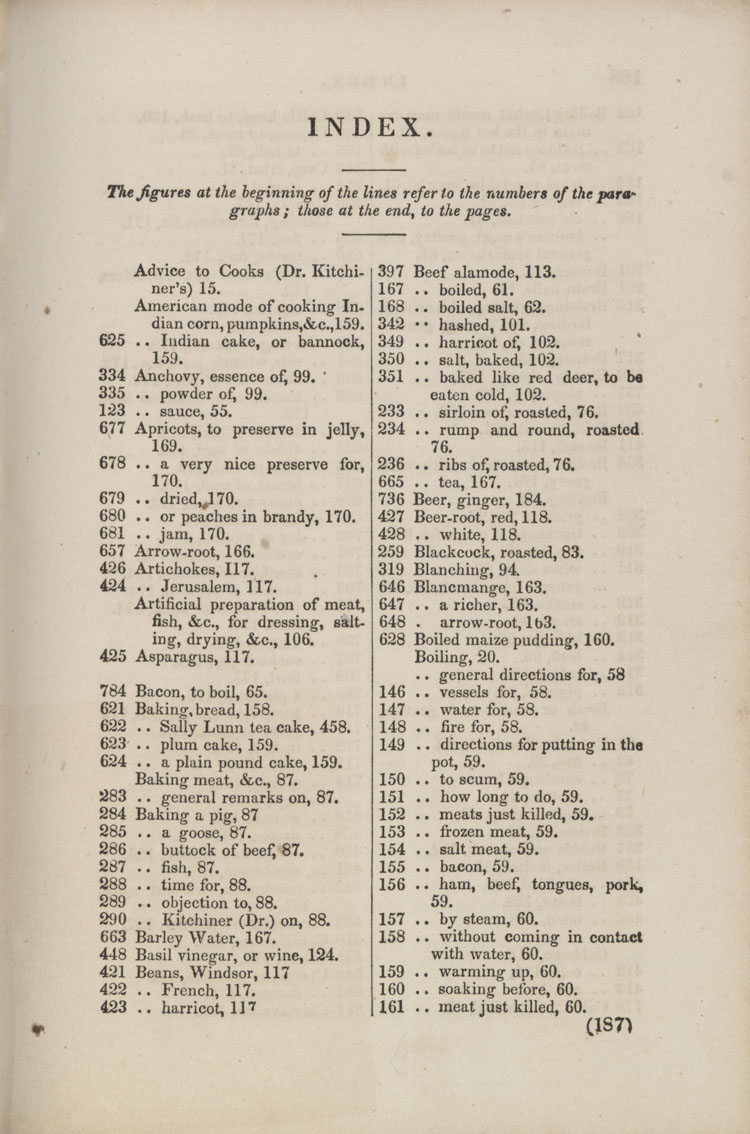 INDEX.
The figures at the beginning of the lines refer to the numbers of the para-
graphs; those at the end, to the pages.
Advice to Cooks (Dr. Kitchi-
ner's) 15.
American mode of cooking In-
dian corn, pumpkins,&c.,159.
625 .. Indian cake, or bannock,
159.
334 Anchovy, essence of, 99.
335 .. powder of, 99.
123 .. sauce, 55.
677 Apricots, to preserve in jelly,
169.
678 .. a very nice preserve for,
170.
679 .. dried, 170.
680 .. or peaches in brandy, 170.
681 .. jam, 170.
657 Arrow-root, 166.
426 Artichokes, 117.
424 .. Jerusalem, 117.
Artificial preparation of meat,
fish, &c., for dressing, salt-
ing, drying, &c., 106.
425 Asparagus, 117.
784 Bacon, to boil, 65.
621 Baking, bread, 158.
622 .. Sally Lunn tea cake, 458.
623 .. plum cake, 159.
624 .. a plain pound cake, 159.
Baking meat, &c., 87.
283 .. general remarks on, 87.
284 Baking a pig, 87
285 .. a goose, 87.
286 .. buttock of beef, 87.
287 .. fish, 87.
288 .. time for, 88.
289 .. objection to, 88.
290 .. Kitchiner (Dr.) on, 88.
663 Barley Water, 167.
448 Basil vinegar, or wine, 124.
421 Beans, Windsor, 117
422 .. French, 117.
423 .. harricot, 117
397 Beef alamode, 113.
167 .. boiled, 61.
168 .. boiled salt, 62.
342 .. hashed, 101.
349 .. harricot of, 102.
350 .. salt, baked, 102.
351 .. baked like red deer, to be
eaten cold, 102.
233 .. sirloin of, roasted, 76.
234 .. rump and round, roasted
76.
236 .. ribs of, roasted, 76.
665 .. tea, 167.
736 Beer, ginger, 184.
427 Beer-root, red, 118.
428 .. white, 118.
259 Blackcock, roasted, 83.
319 Blanching, 94.
646 Blancmange, 163.
647 .. a richer, 163.
648 . arrow-root, 163.
628 Boiled maize pudding, 160.
Boiling, 20.
.. general directions for, 58
146 .. vessels for, 58.
147 .. water for, 58.
148 .. fire for, 58.
149 .. directions for putting in the
pot, 59.
150 .. to scum, 59.
151 .. how long to do, 59.
152 .. meats just killed, 59.
153 .. frozen meat, 59.
154 .. salt meat, 59.
155 .. bacon, 59.
156 .. ham, beef, tongues, pork,
59.
157 .. by steam, 60.
158 .. without coming in contact
with water, 60.
159 .. warming up, 60.
160 .. soaking before, 60.
161 .. meat just killed, 60.
(187)